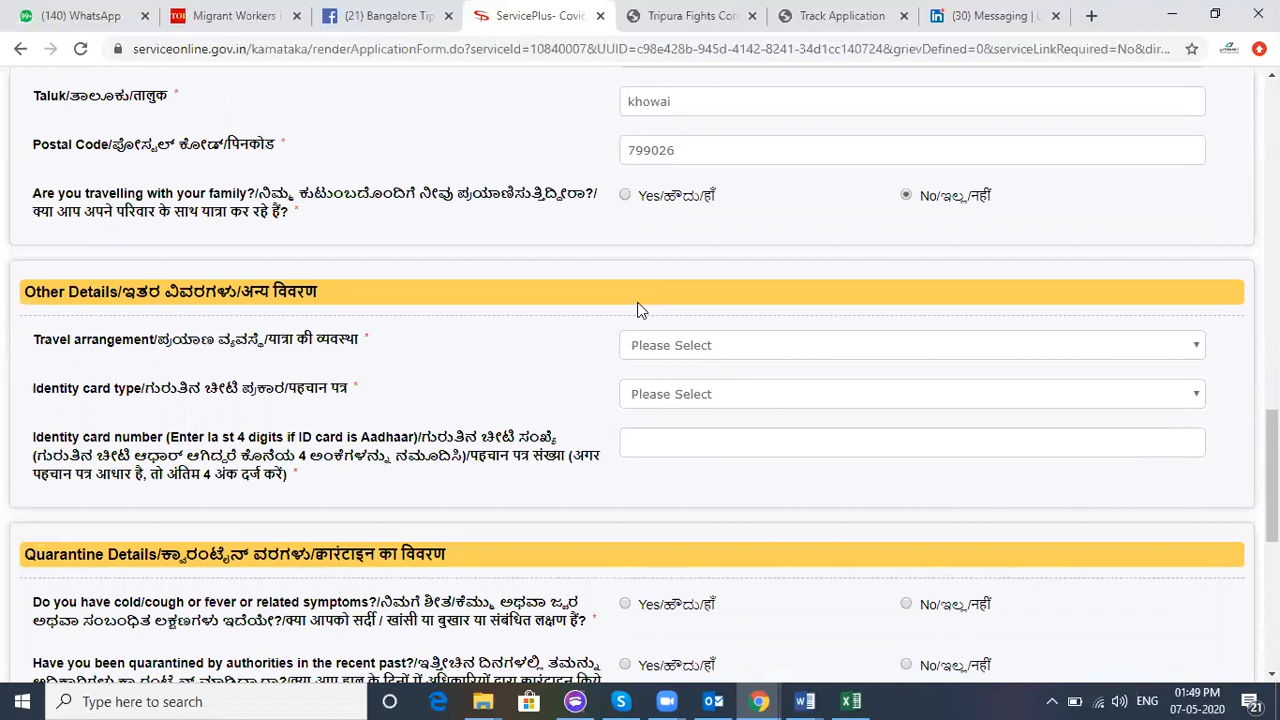 (140) WhatsApp
Migrant Workers i
(21) Bangalore Tip
ServicePlus- Covid
Tripura Fights Co
Track Application
(30) Messaging | L
serviceonline.gov.in/karnataka/renderApplicationForm.do?serviceId=10840007&UUID=c98e428b-945d-4142-8241-34d1cc140724&grievDefined=0&serviceLinkRequired=No&dir...
Taluk/ತಾಲೂಕು/तालुक *
khowai
Postal Code/ಪೋಸ್ಟಲ್ ಕೋಡ್/पिनकोड *
799026
Are you travelling with your family?/ನಿಮ್ಮ ಕುಟುಂಬದೊಂದಿಗೆ ನೀವು ಪ್ರಯಾಣಿಸುತ್ತಿದ್ದೀರಾ?/
क्या आप अपने परिवार के साथ यात्रा कर रहे हैं? *
Yes/ಹೌದು/हाँ
No/ಇಲ್ಲ/नहीं
Other Details/ಇತರ ವಿವರಗಳು/अन्य विवरण
Travel arrangement/ಪ್ರಯಾಣ ವ್ಯವಸ್ಥೆ/यात्रा की व्यवस्था *
Please Select
Identity card type/ಗುರುತಿನ ಚೀಟಿ ಪ್ರಕಾರ/पहचान पत्र *
Please Select
Identity card number (Enter la st 4 digits if ID card is Aadhaar)/ಗುರುತಿನ ಚೀಟಿ ಸಂಖ್ಯೆ
(ಗುರುತಿನ ಚೀಟಿ ಆಧಾರ್ ಆಗಿದ್ದರೆ ಕೊನೆಯ 4 ಅಂಕೆಗಳನ್ನು ನಮೂದಿಸಿ)/पहचान पत्र संख्या (अगर
पहचान पत्र आधार है, तो अंतिम 4 अंक दर्ज करें) *
Quarantine Details/ಕ್ವಾರಂಟೈನ್ ವರಗಳು/क्वारंटाइन का विवरण
Do you have cold/cough or fever or related symptoms?/ನಿಮಗೆ ಶೀತ/ಕೆಮ್ಮು ಅಥವಾ ಜ್ವರ
ಅಥವಾ ಸಂಬಂಧಿತ ಲಕ್ಷಣಗಳು ಇದೆಯೇ?/क्या आपको सर्दी / खांसी या बुखार या संबंधित लक्षण हैं? *
Yes/ಹೌದು/हाँ
No/ಇಲ್ಲ/नहीं
Have you been quarantined by authorities in the recent past?/ಇತ್ತೀಚಿನ ದಿನಗಳಲ್ಲಿ ತಮನ್ನು
Yes/ಹೌದು/हाँ
No/ಇಲ್ಲ/नहीं
Type here to search
ENG
01:49 PM
07-05-2020
21